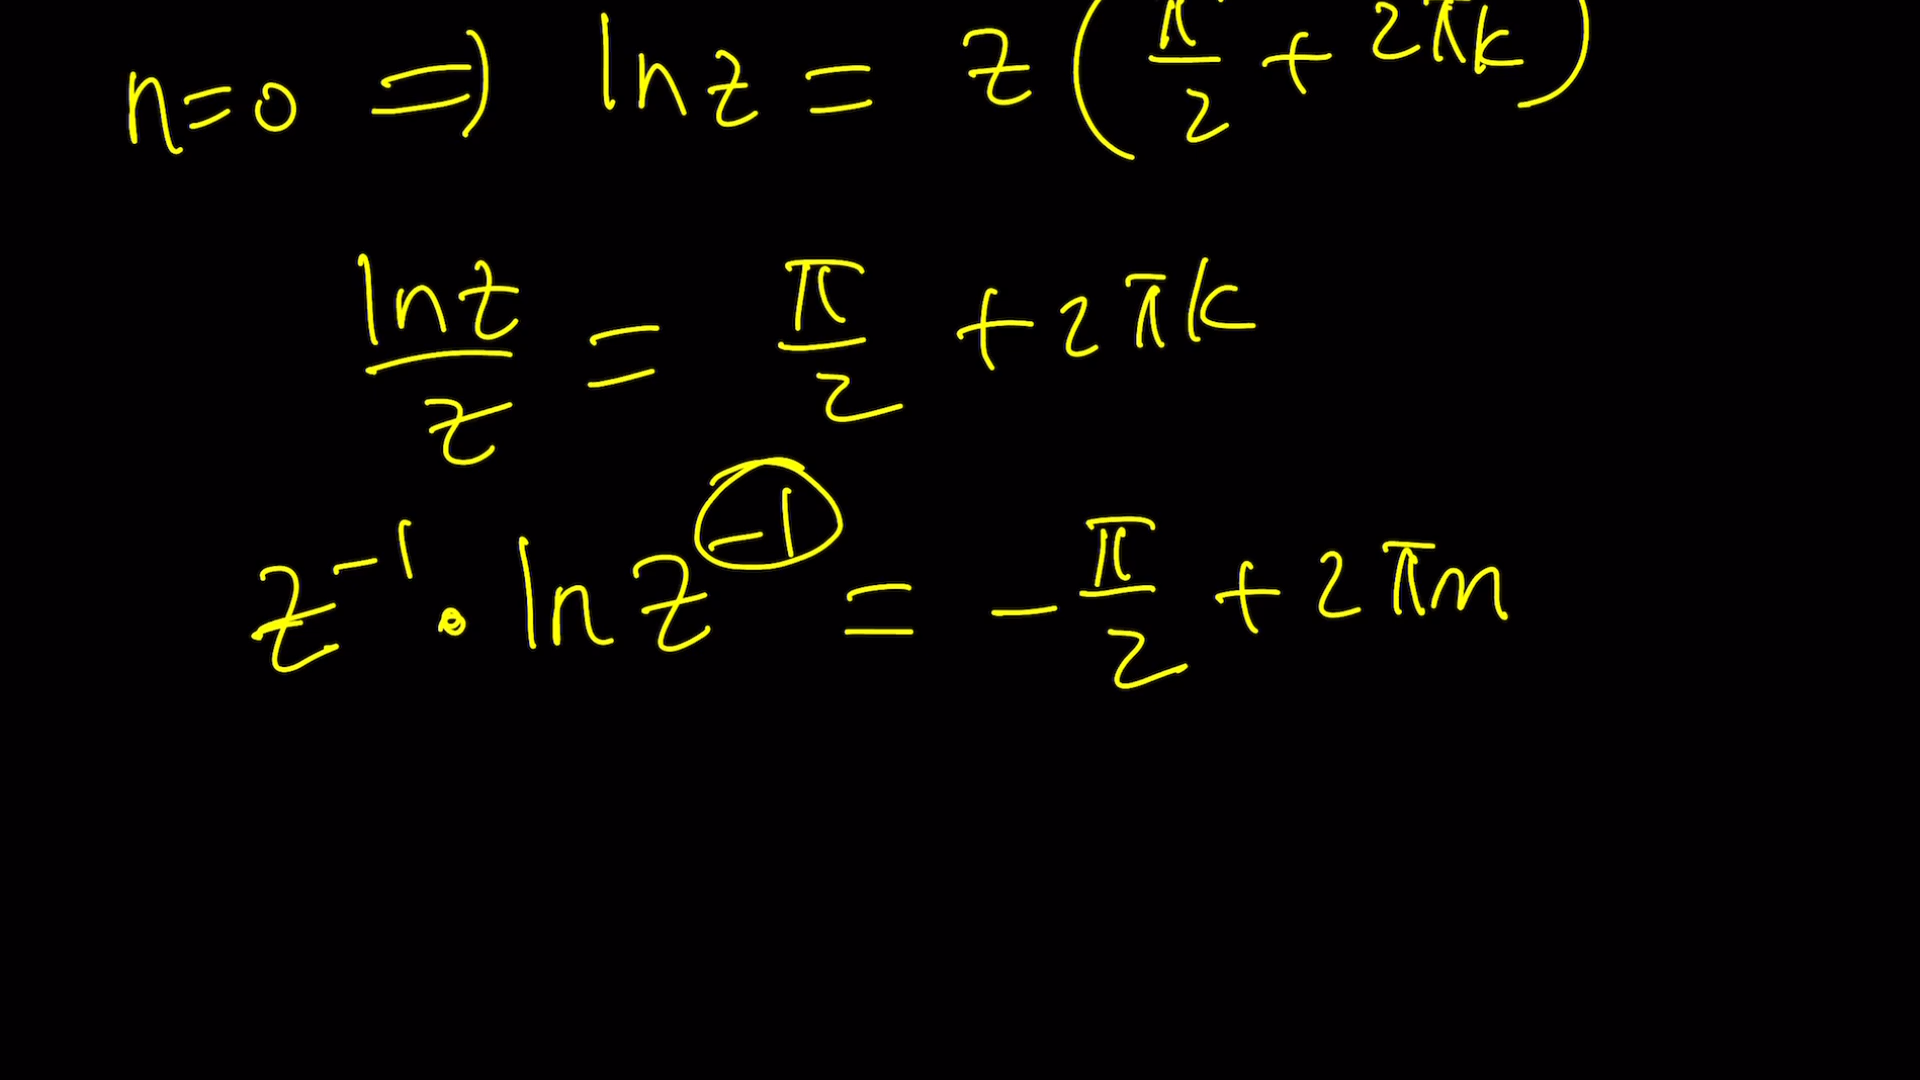 n=0 ⇒ ln z = z(π/2 + 2πk)
ln z/z = π/2 + 2πk
z⁻¹ • ln z⁻¹ = -π/2 + 2πm